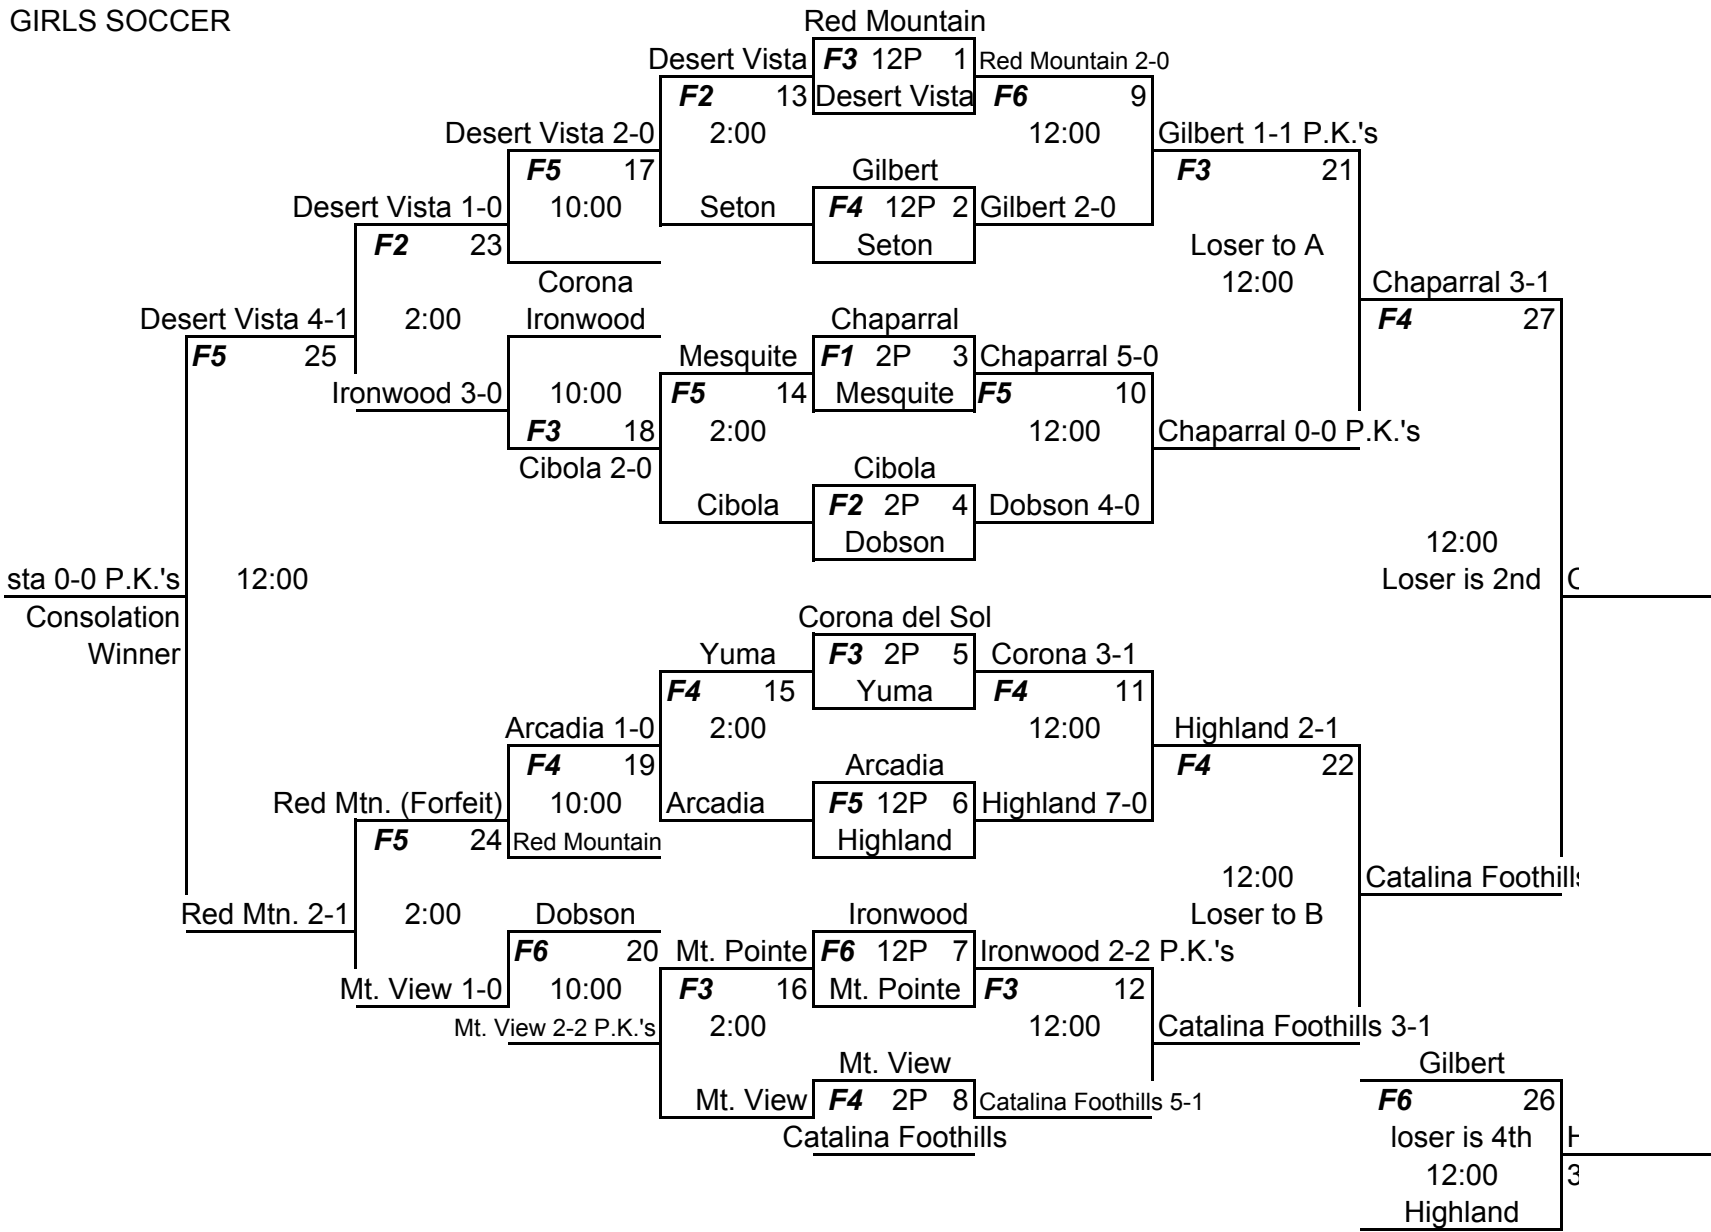 GIRLS SOCCER
Red Mountain
Desert Vista F3 12P 1 Red Mountain 2-0
F2 13 Desert Vista F6 9
Desert Vista 2-0 2:00 12:00 Gilbert 1-1 P.K.'s
F5 17 Gilbert F3 21
Desert Vista 1-0 10:00 Seton F4 12P 2 Gilbert 2-0
F2 23 Seton Loser to A
Corona 12:00 Chaparral 3-1
Desert Vista 4-1 2:00 Ironwood Chaparral F4 27
F5 25 Mesquite F1 2P 3 Chaparral 5-0
Ironwood 3-0 10:00 F5 14 Mesquite F5 10
F3 18 2:00 12:00 Chaparral 0-0 P.K.'s
Cibola 2-0 Cibola
Cibola F2 2P 4 Dobson 4-0
Dobson 12:00
sta 0-0 P.K.'s 12:00 Loser is 2nd
Consolation Corona del Sol
Winner Yuma F3 2P 5 Corona 3-1
F4 15 Yuma F4 11
Arcadia 1-0 2:00 12:00 Highland 2-1
F4 19 Arcadia F4 22
Red Mtn. (Forfeit) 10:00 Arcadia F5 12P 6 Highland 7-0
F5 24 Red Mountain Highland
12:00 Catalina Foothills
Red Mtn. 2-1 2:00 Dobson Ironwood Loser to B
F6 20 Mt. Pointe F6 12P 7 Ironwood 2-2 P.K.'s
Mt. View 1-0 10:00 F3 16 Mt. Pointe F3 12
Mt. View 2-2 P.K.'s 2:00 12:00 Catalina Foothills 3-1
Mt. View Gilbert
Mt. View F4 2P 8 Catalina Foothills 5-1 F6 26
Catalina Foothills loser is 4th
12:00
Highland